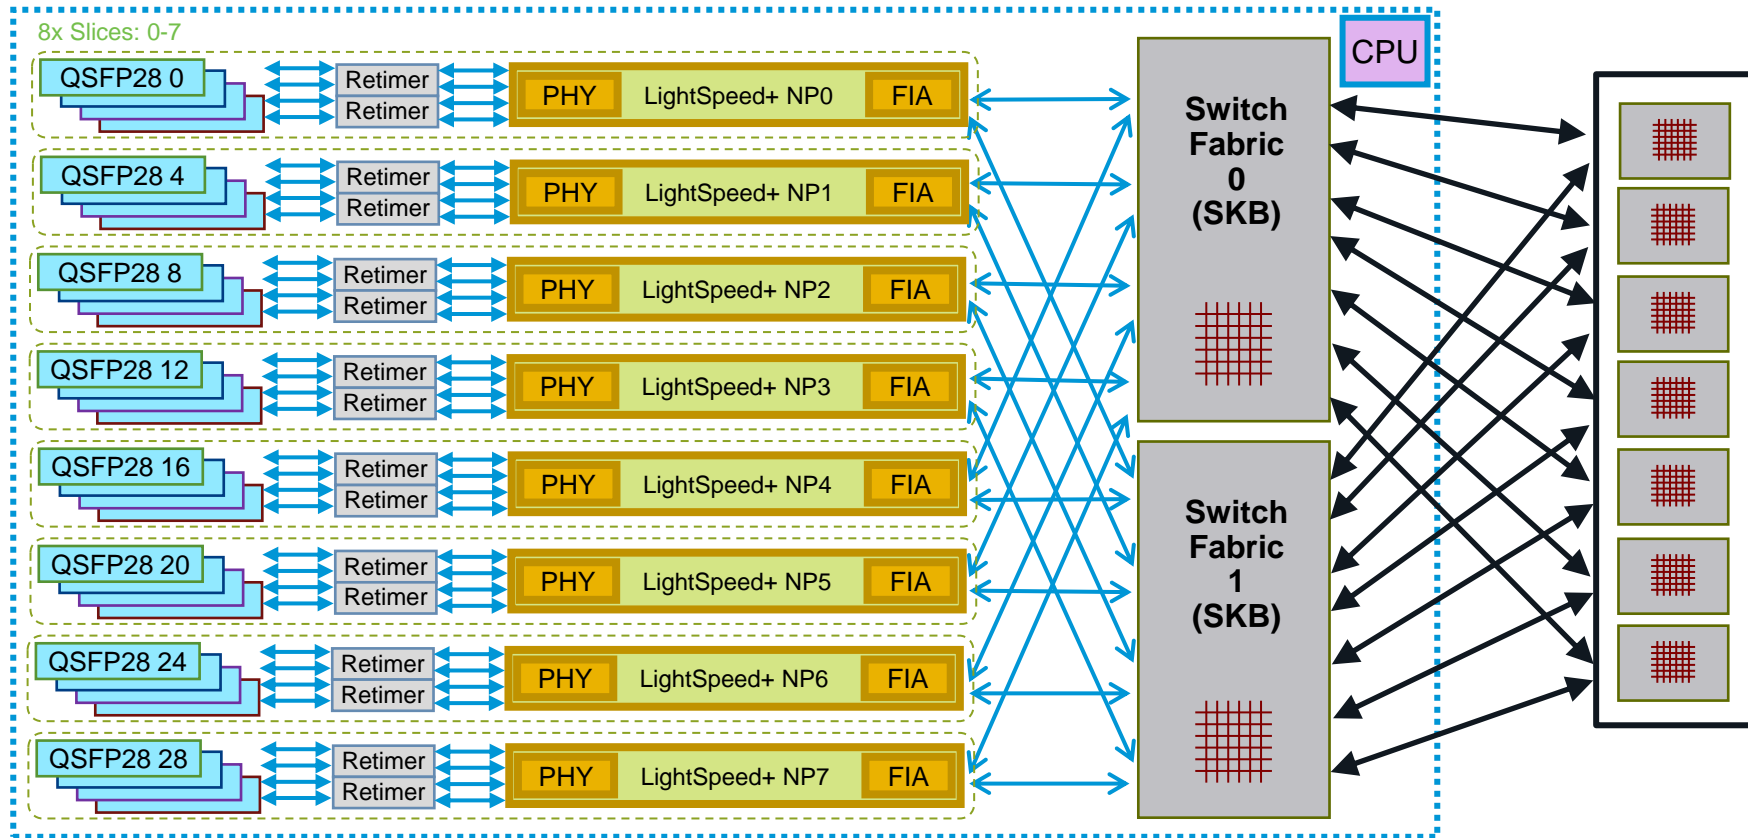 8x Slices: 0-7
CPU
QSFP28 0
Retimer
Retimer
PHY
LightSpeed+ NP0
FIA
QSFP28 4
Retimer
Retimer
PHY
LightSpeed+ NP1
FIA
QSFP28 8
Retimer
Retimer
PHY
LightSpeed+ NP2
FIA
QSFP28 12
Retimer
Retimer
PHY
LightSpeed+ NP3
FIA
QSFP28 16
Retimer
Retimer
PHY
LightSpeed+ NP4
FIA
QSFP28 20
Retimer
Retimer
PHY
LightSpeed+ NP5
FIA
QSFP28 24
Retimer
Retimer
PHY
LightSpeed+ NP6
FIA
QSFP28 28
Retimer
Retimer
PHY
LightSpeed+ NP7
FIA
Switch
Fabric
0
(SKB)
Switch
Fabric
1
(SKB)